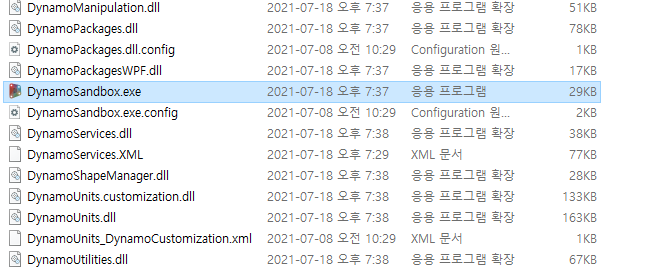 DynamoManipulation.dll 2021-07-18 오후 7:37 응용 프로그램 확장 51KB
DynamoPackages.dll 2021-07-18 오후 7:37 응용 프로그램 확장 78KB
DynamoPackages.dll.config 2021-07-08 오전 10:29 Configuration 원... 1KB
DynamoPackagesWPF.dll 2021-07-18 오후 7:37 응용 프로그램 확장 17KB
DynamoSandbox.exe 2021-07-18 오후 7:37 응용 프로그램 29KB
DynamoSandbox.exe.config 2021-07-08 오전 10:29 Configuration 원... 2KB
DynamoServices.dll 2021-07-18 오후 7:38 응용 프로그램 확장 38KB
DynamoServices.XML 2021-07-18 오후 7:29 XML 문서 77KB
DynamoShapeManager.dll 2021-07-18 오후 7:38 응용 프로그램 확장 28KB
DynamoUnits.customization.dll 2021-07-18 오후 7:38 응용 프로그램 확장 133KB
DynamoUnits.dll 2021-07-18 오후 7:38 응용 프로그램 확장 163KB
DynamoUnits_DynamoCustomization.xml 2021-07-08 오전 10:29 XML 문서 1KB
DynamoUtilities.dll 2021-07-18 오후 7:38 응용 프로그램 확장 67KB